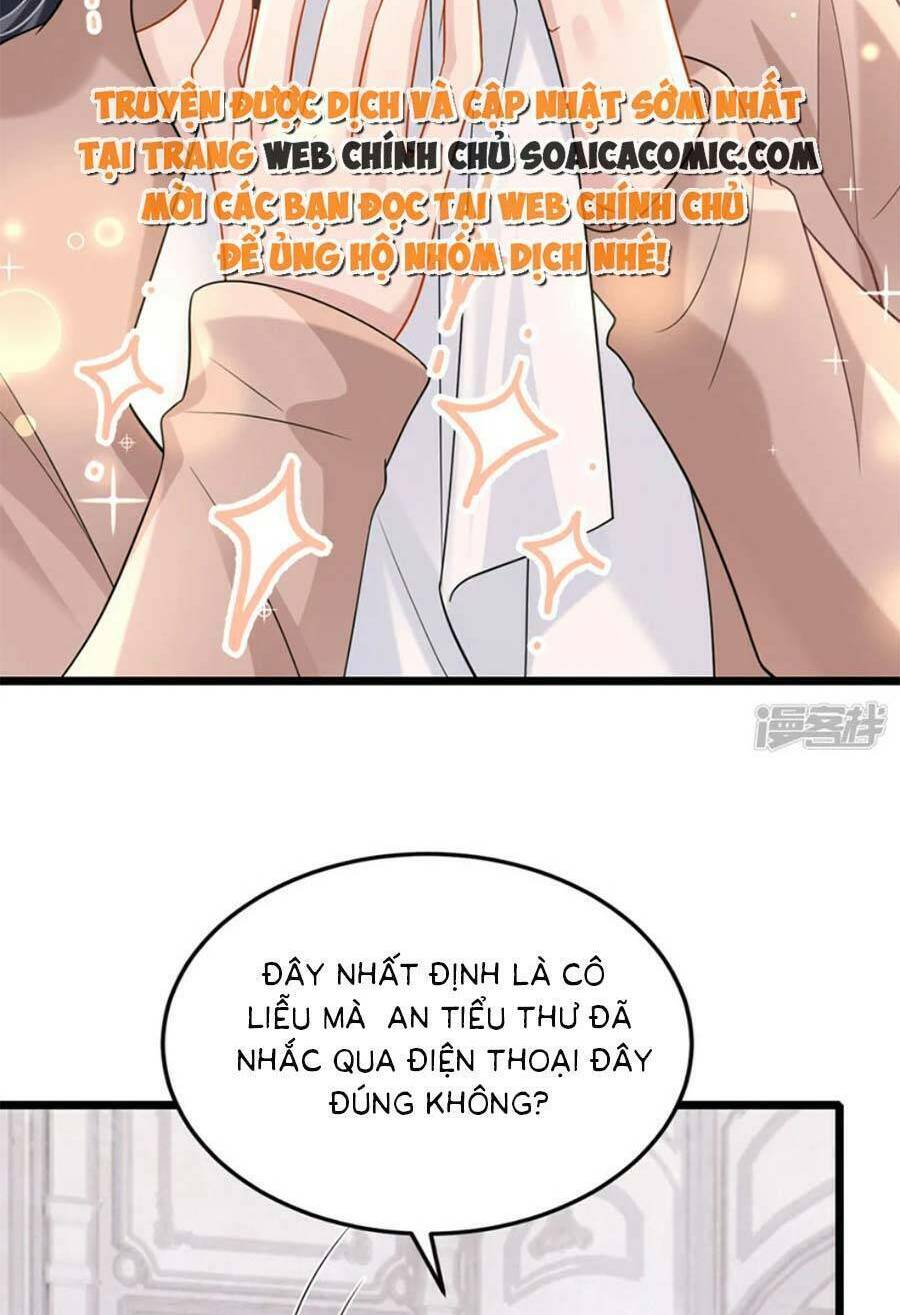 TRUYỆN ĐƯỢC DỊCH VÀ CẬP NHẬT SỚM NHẤT
TẠI TRANG WEB CHÍNH CHỦ SOAICACOMIC.COM
MỜI CÁC BẠN ĐỌC TẠI WEB CHÍNH CHỦ
ĐỂ ỦNG HỘ NHÓM DỊCH NHÉ!
漫客栈
ĐÂY NHẤT ĐỊNH LÀ CÔ
LIỄU MÀ AN TIỂU THƯ ĐÃ
NHẮC QUA ĐIỆN THOẠI ĐÂY
ĐÚNG KHÔNG?